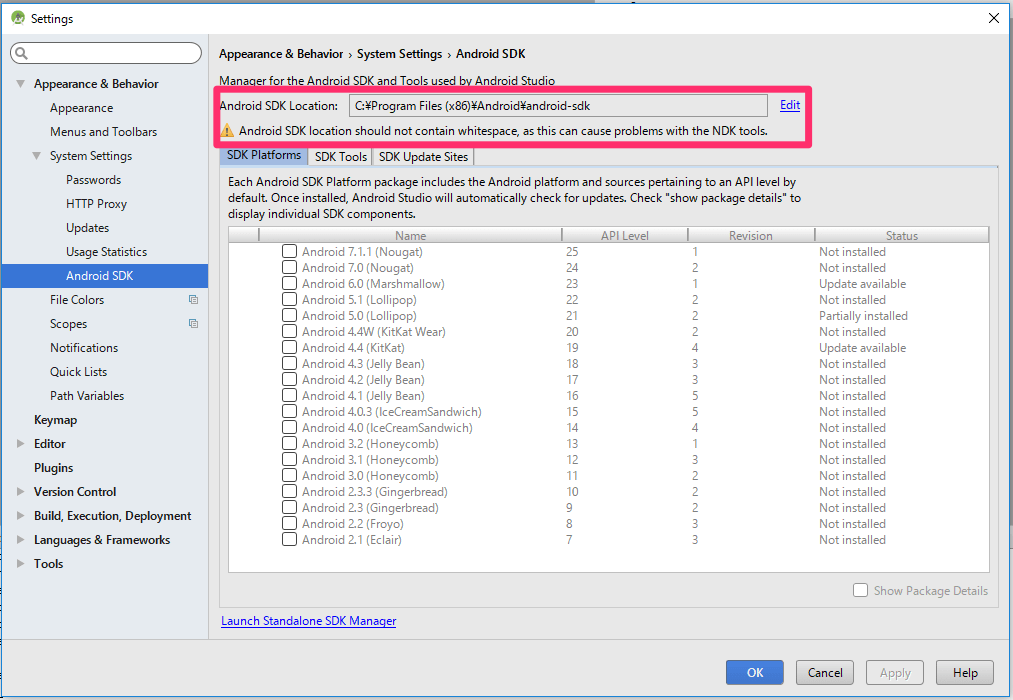 Settings
Appearance & Behavior › System Settings › Android SDK
Manager for the Android SDK and Tools used by Android Studio
Android SDK Location: C:¥Program Files (x86)¥Android¥android-sdk Edit
Android SDK location should not contain whitespace, as this can cause problems with the NDK tools.
Appearance & Behavior
Appearance
Menus and Toolbars
System Settings
Passwords
HTTP Proxy
Updates
Usage Statistics
Android SDK
File Colors
Scopes
Notifications
Quick Lists
Path Variables
Keymap
Editor
Plugins
Version Control
Build, Execution, Deployment
Languages & Frameworks
Tools
SDK Platforms SDK Tools SDK Update Sites
Each Android SDK Platform package includes the Android platform and sources pertaining to an API level by
default. Once installed, Android Studio will automatically check for updates. Check "show package details" to
display individual SDK components.
Name API Level Revision Status
Android 7.1.1 (Nougat) 25 1 Not installed
Android 7.0 (Nougat) 24 2 Not installed
Android 6.0 (Marshmallow) 23 1 Update available
Android 5.1 (Lollipop) 22 2 Not installed
Android 5.0 (Lollipop) 21 2 Partially installed
Android 4.4W (KitKat Wear) 20 2 Not installed
Android 4.4 (KitKat) 19 4 Update available
Android 4.3 (Jelly Bean) 18 3 Not installed
Android 4.2 (Jelly Bean) 17 3 Not installed
Android 4.1 (Jelly Bean) 16 5 Not installed
Android 4.0.3 (IceCreamSandwich) 15 5 Not installed
Android 4.0 (IceCreamSandwich) 14 4 Not installed
Android 3.2 (Honeycomb) 13 1 Not installed
Android 3.1 (Honeycomb) 12 3 Not installed
Android 3.0 (Honeycomb) 11 2 Not installed
Android 2.3.3 (Gingerbread) 10 2 Not installed
Android 2.3 (Gingerbread) 9 2 Not installed
Android 2.2 (Froyo) 8 3 Not installed
Android 2.1 (Eclair) 7 3 Not installed
Show Package Details
Launch Standalone SDK Manager
OK Cancel Apply Help